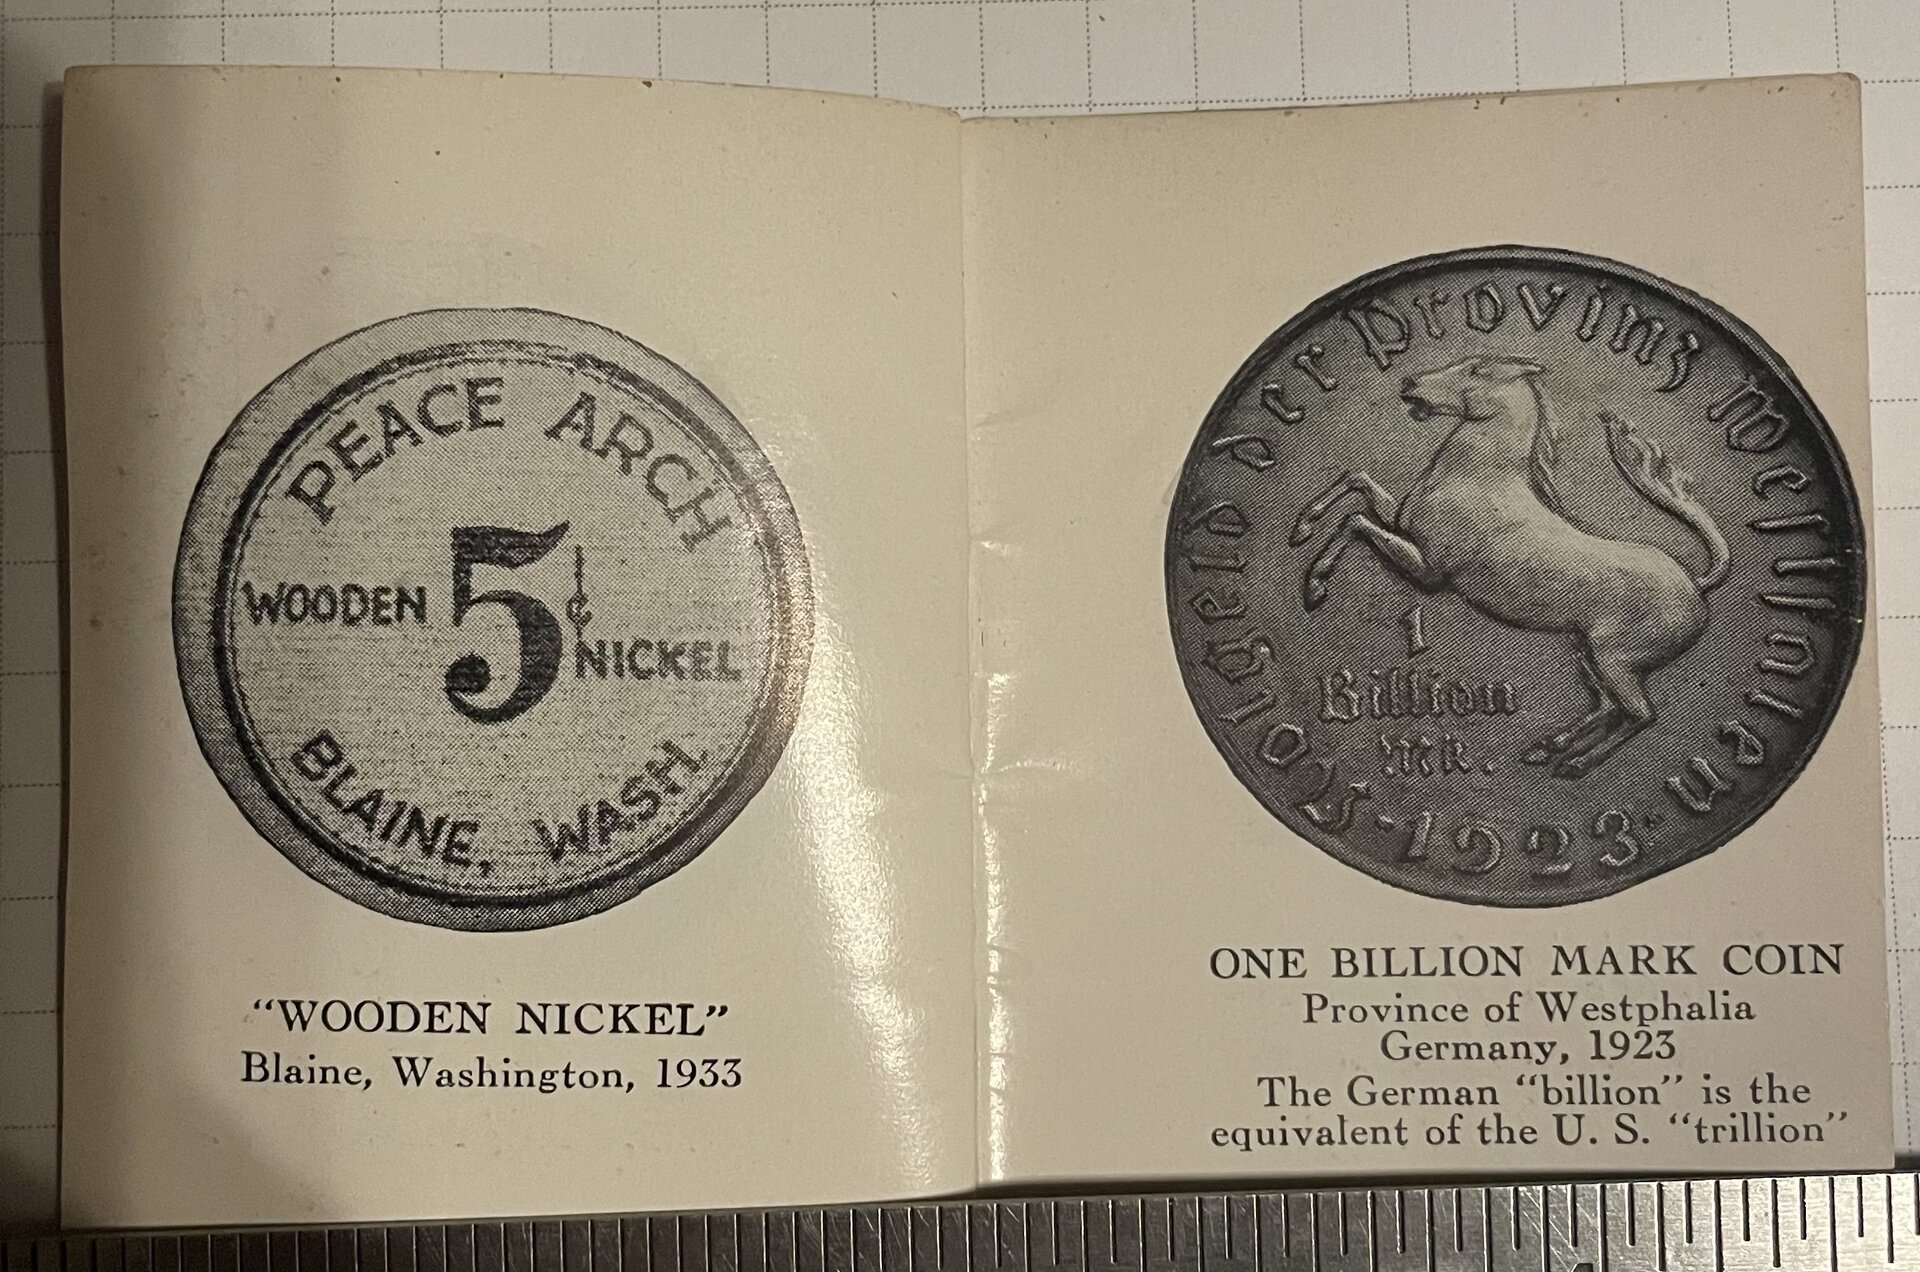 PEACE ARCH
WOODEN 5¢ NICKEL
BLAINE, WASH.
"WOODEN NICKEL"
Blaine, Washington, 1933
Notgeld der Provinz Westfalen
1
Billion
Mk.
·1923·
ONE BILLION MARK COIN
Province of Westphalia
Germany, 1923
The German "billion" is the
equivalent of the U. S. "trillion"